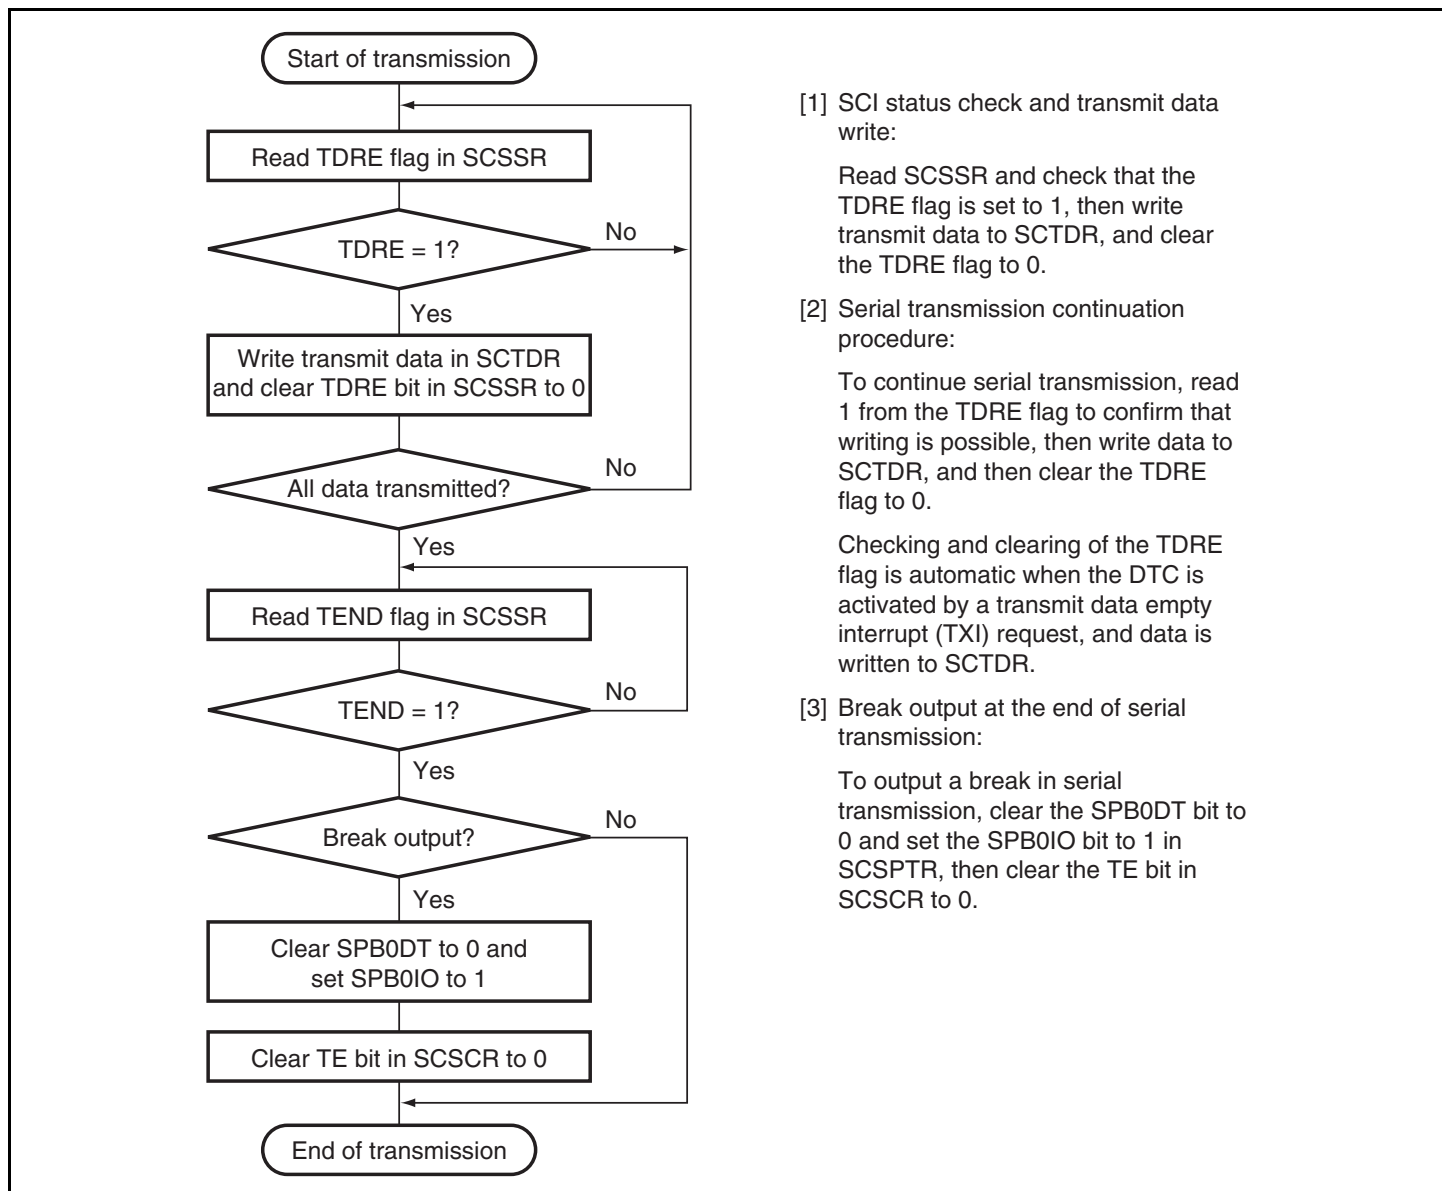 Start of transmission
Read TDRE flag in SCSSR
TDRE = 1?
No
Yes
Write transmit data in SCTDR
and clear TDRE bit in SCSSR to 0
All data transmitted?
No
Yes
Read TEND flag in SCSSR
TEND = 1?
No
Yes
Break output?
No
Yes
Clear SPB0DT to 0 and
set SPB0IO to 1
Clear TE bit in SCSCR to 0
End of transmission
[1] SCI status check and transmit data
write:
Read SCSSR and check that the
TDRE flag is set to 1, then write
transmit data to SCTDR, and clear
the TDRE flag to 0.
[2] Serial transmission continuation
procedure:
To continue serial transmission, read
1 from the TDRE flag to confirm that
writing is possible, then write data to
SCTDR, and then clear the TDRE
flag to 0.
Checking and clearing of the TDRE
flag is automatic when the DTC is
activated by a transmit data empty
interrupt (TXI) request, and data is
written to SCTDR.
[3] Break output at the end of serial
transmission:
To output a break in serial
transmission, clear the SPB0DT bit to
0 and set the SPB0IO bit to 1 in
SCSPTR, then clear the TE bit in
SCSCR to 0.